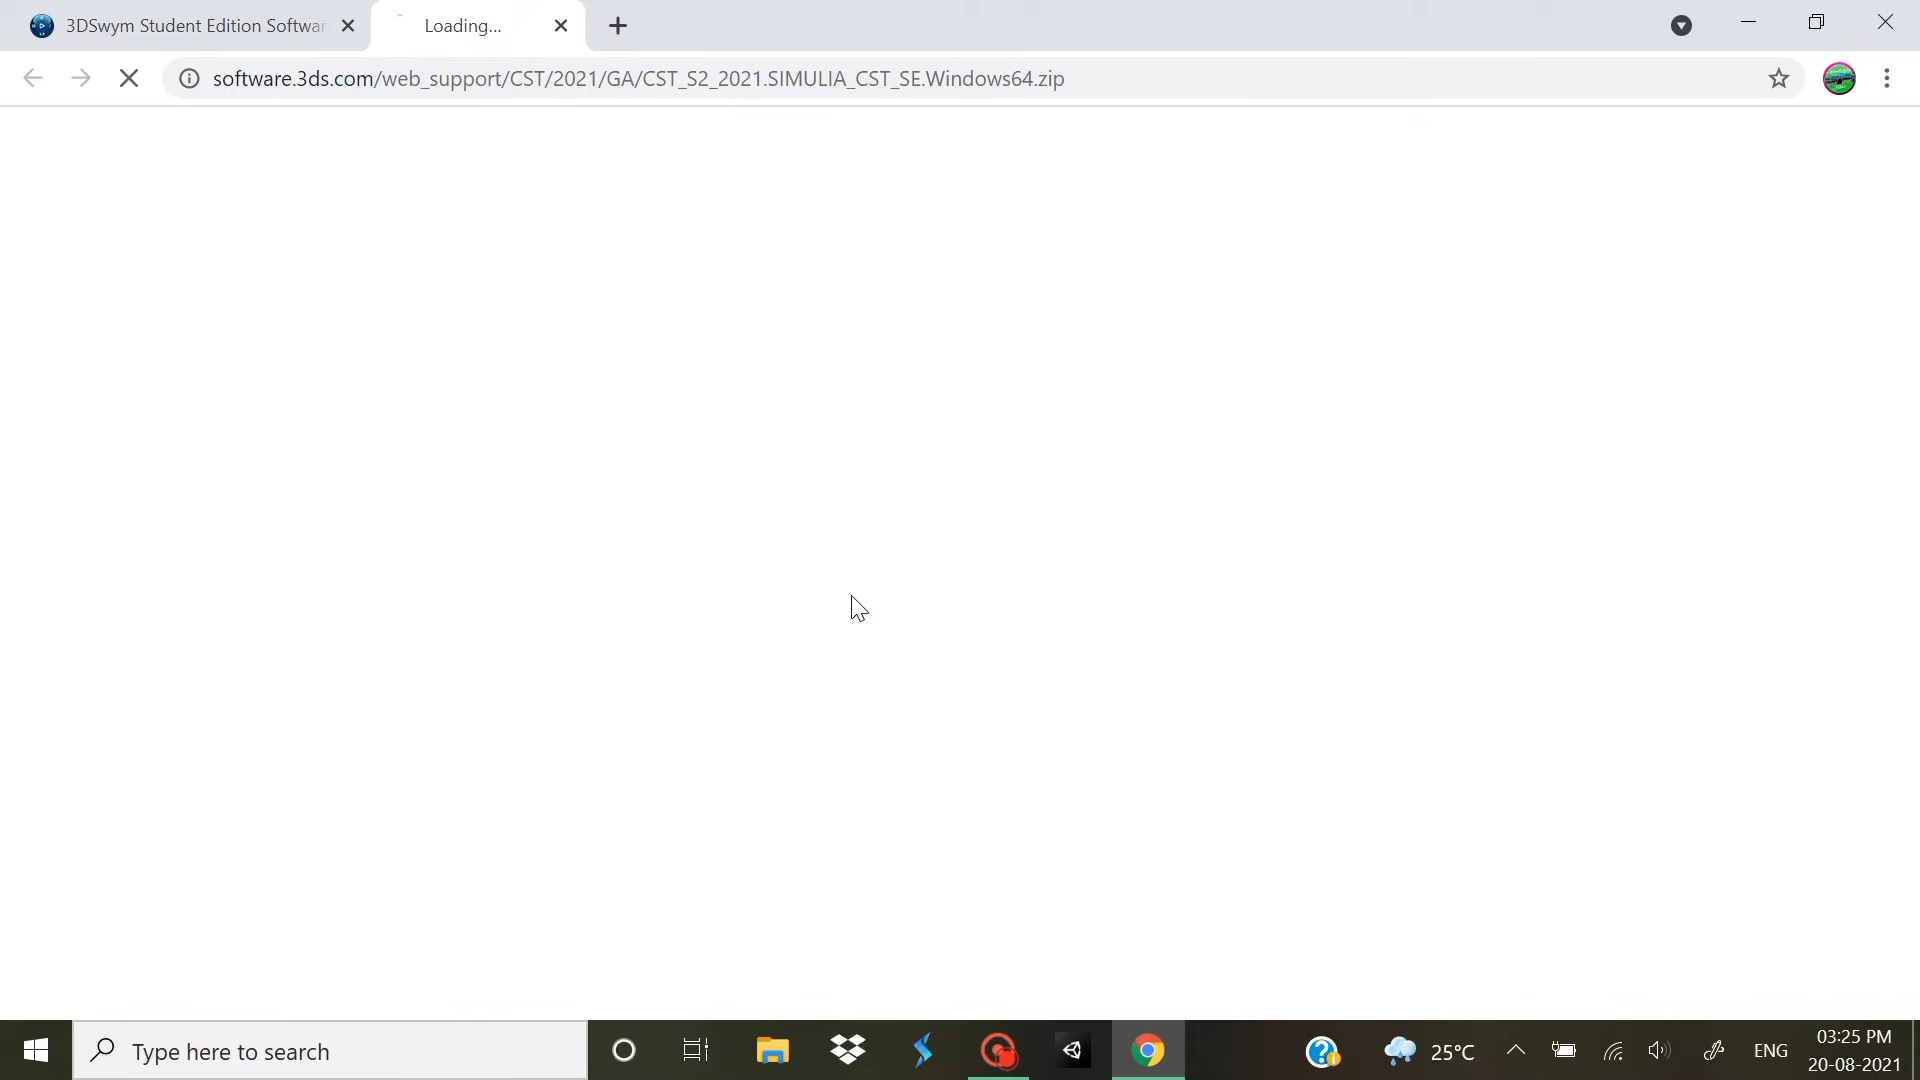 3DSwym Student Edition Softwar
Loading...
software.3ds.com/web_support/CST/2021/GA/CST_S2_2021.SIMULIA_CST_SE.Windows64.zip
Type here to search
25°C
ENG
03:25 PM
20-08-2021